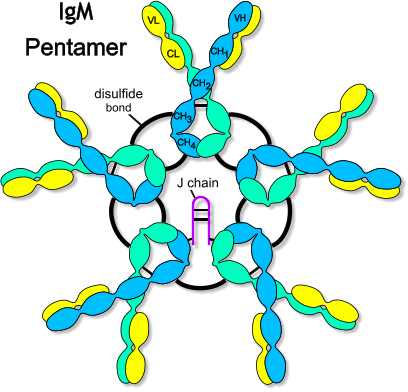 IgM
Pentamer
VL
VH
CL
CH1
CH2
disulfide
bond
CH3
CH4
J chain